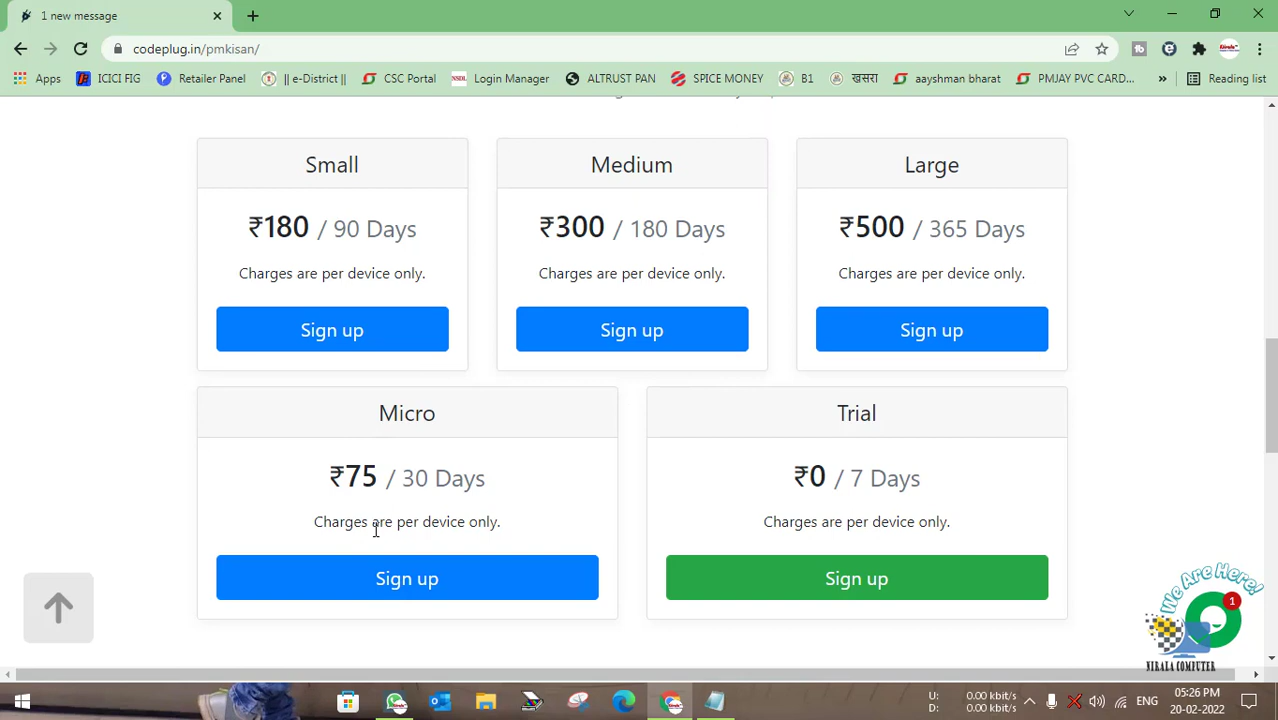 1 new message
codeplug.in/pmkisan/
Apps ICICI FIG Retailer Panel || e-District || CSC Portal Login Manager ALTRUST PAN SPICE MONEY B1 खसरा aayshman bharat PMJAY PVC CARD... » Reading list
Small Medium Large
₹180 / 90 Days ₹300 / 180 Days ₹500 / 365 Days
Charges are per device only. Charges are per device only. Charges are per device only.
Sign up Sign up Sign up
Micro Trial
₹75 / 30 Days ₹0 / 7 Days
Charges are per device only. Charges are per device only.
Sign up Sign up
We Are Here!
1
NIRALA COMPUTER
U: 0.00 kbit/s
D: 0.00 kbit/s
ENG
05:26 PM
20-02-2022